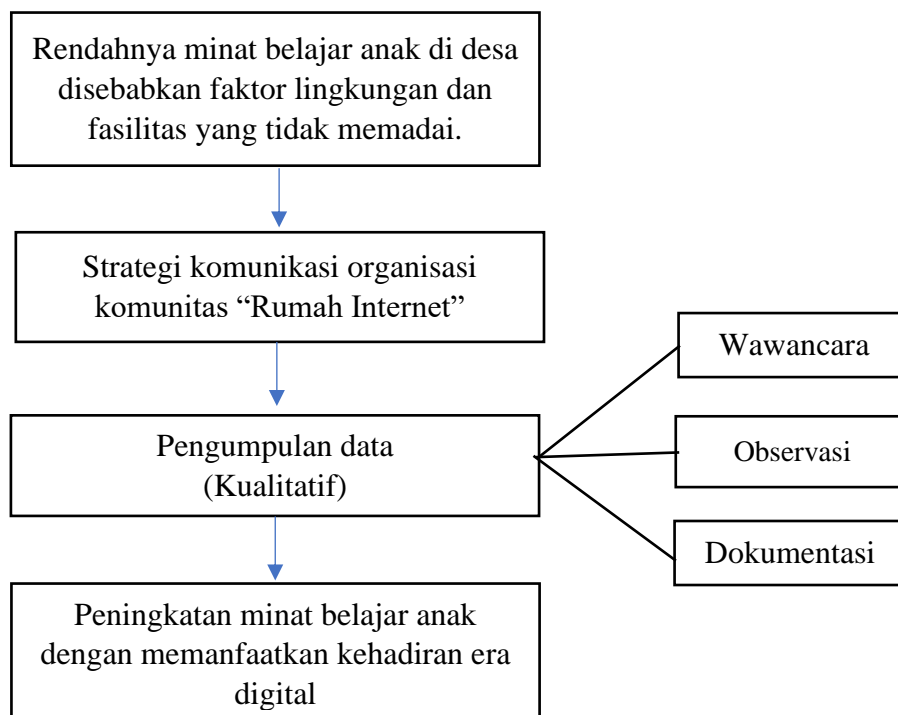 Rendahnya minat belajar anak di desa
disebabkan faktor lingkungan dan
fasilitas yang tidak memadai.
Strategi komunikasi organisasi
komunitas “Rumah Internet”
Pengumpulan data
(Kualitatif)
Wawancara
Observasi
Dokumentasi
Peningkatan minat belajar anak
dengan memanfaatkan kehadiran era
digital